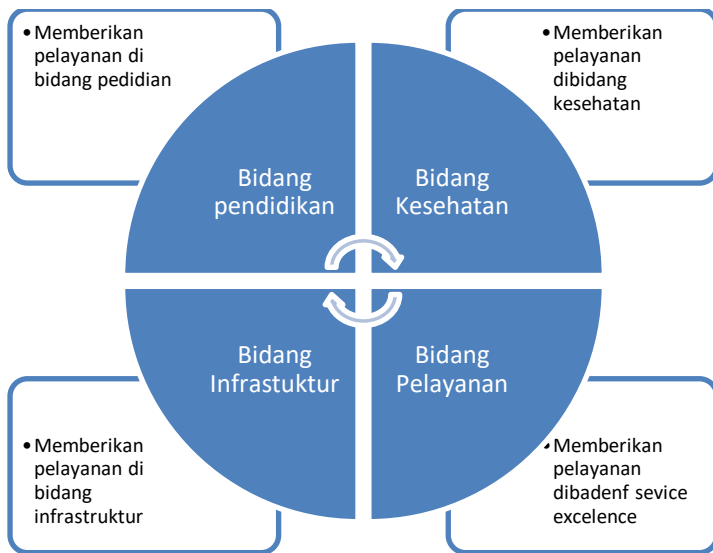 •Memberikan
pelayanan di
bidang pedidian
•Memberikan
pelayanan
dibidang
kesehatan
Bidang
pendidikan
Bidang
Kesehatan
Bidang
Infrastuktur
Bidang
Pelayanan
•Memberikan
pelayanan di
bidang
infrastruktur
•Memberikan
pelayanan
dibadenf sevice
excelence